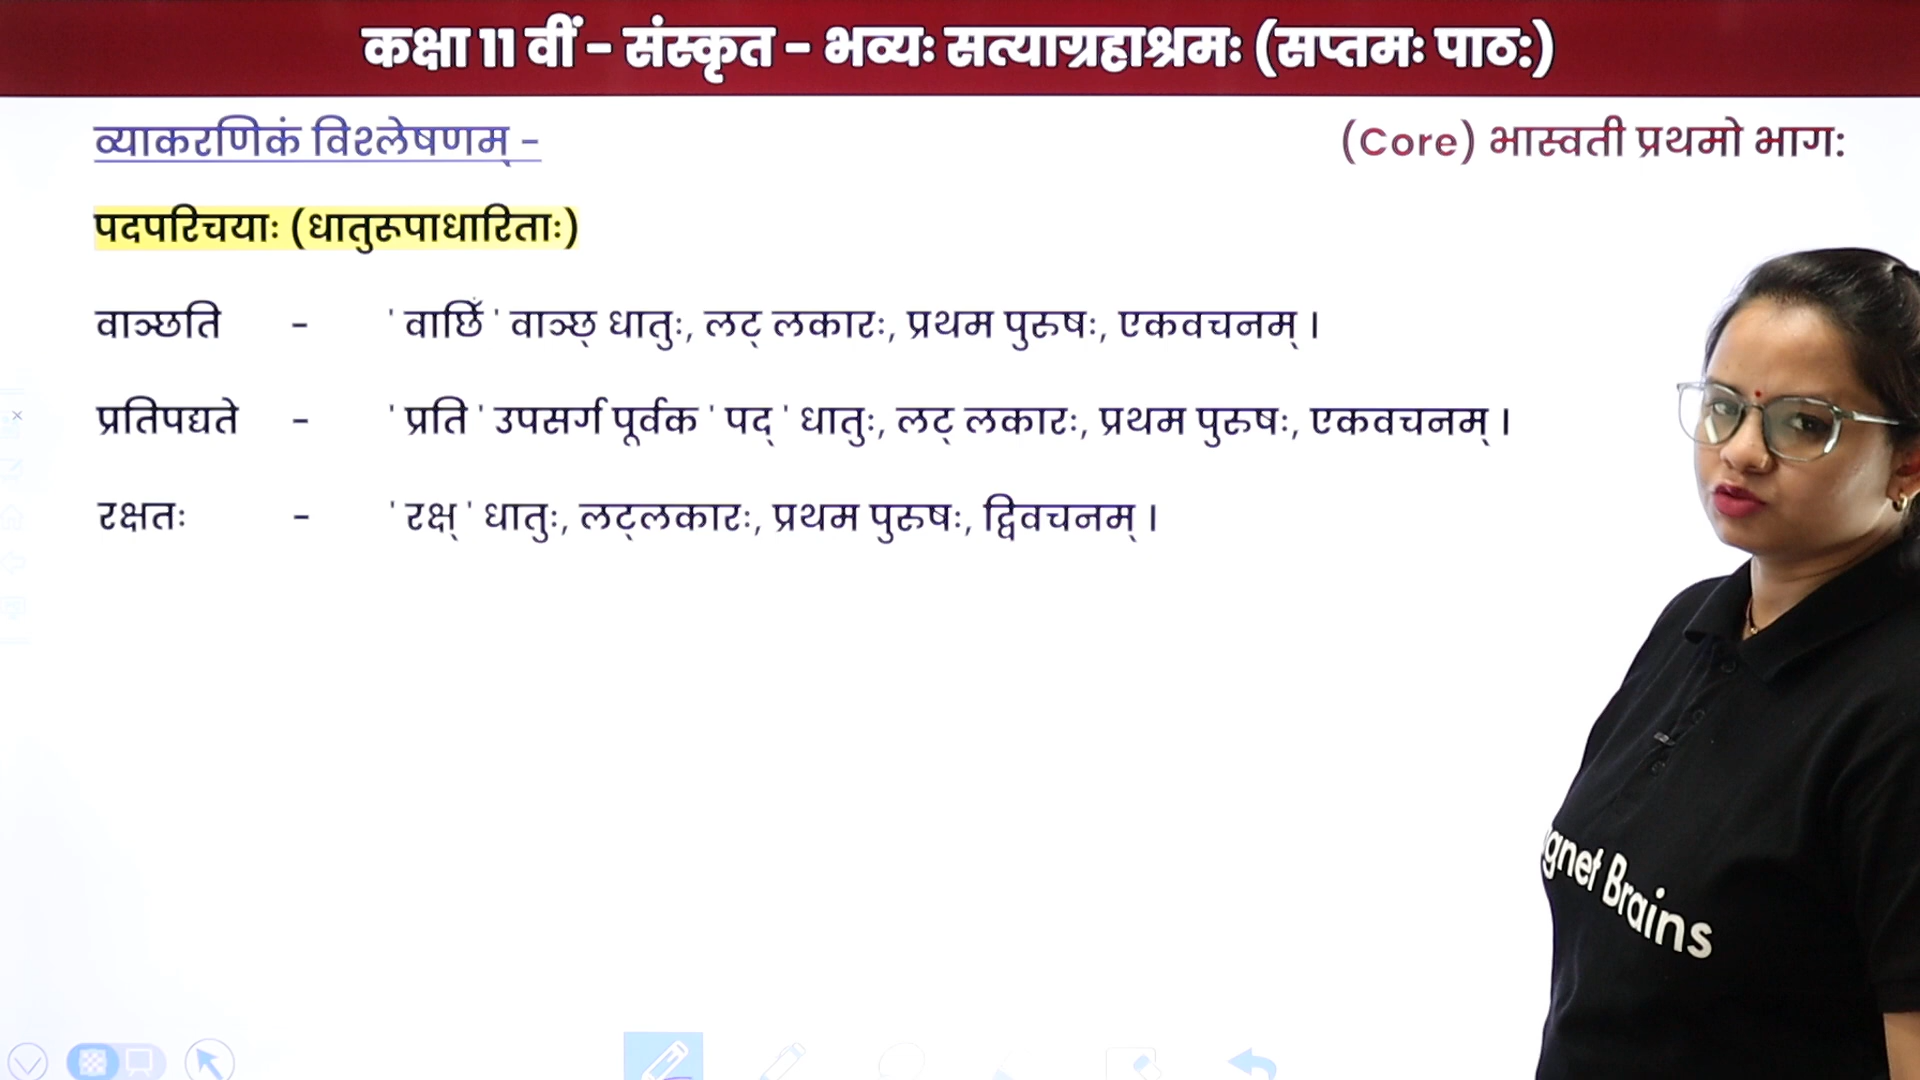 कक्षा 11 वीं - संस्कृत - भव्यः सत्याग्रहाश्रमः (सप्तमः पाठः)
व्याकरणिकं विश्लेषणम् -
(Core) भास्वती प्रथमो भागः
पदपरिचयाः (धातुरूपाधारिताः)
वाञ्छति - ' वार्छिँ ' वाञ्छ् धातुः, लट् लकारः, प्रथम पुरुषः, एकवचनम् ।
प्रतिपद्यते - ' प्रति ' उपसर्ग पूर्वक ' पद् ' धातुः, लट् लकारः, प्रथम पुरुषः, एकवचनम् ।
रक्षतः - ' रक्ष् ' धातुः, लट्लकारः, प्रथम पुरुषः, द्विवचनम् ।
gnet Brains